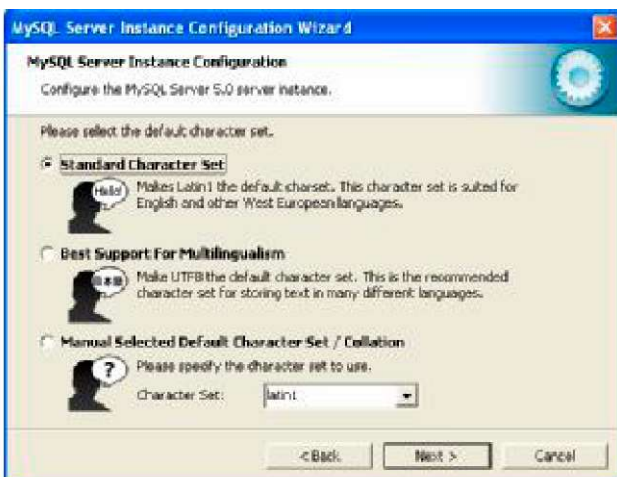 MySQL Server Instance Configuration Wizard
MySQL Server Instance Configuration
Configure the MySQL Server 5.0 server instance.
Please select the default character set.
Standard Character Set
Hello!
Makes Latin1 the default charset. This character set is suited for
English and other West European languages.
Best Support For Multilingualism
Make UTF8 the default character set. This is the recommended
character set for storing text in many different languages.
Manual Selected Default Character Set / Collation
?
Please specify the character set to use.
Character Set:
latin1
< Back
Next >
Cancel